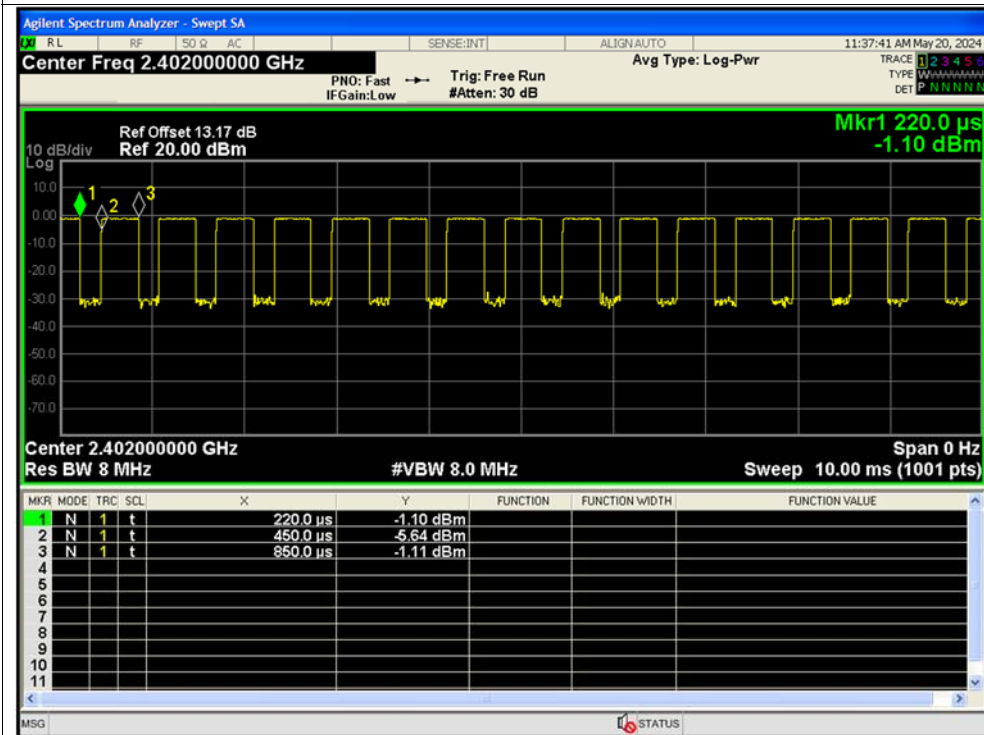 Agilent Spectrum Analyzer - Swept SA
LXI RL RF 50 Ω AC SENSE:INT ALIGNAUTO 11:37:41 AM May 20, 2024
Center Freq 2.402000000 GHz Avg Type: Log-Pwr TRACE 1 2 3 4 5 6
PNO: Fast Trig: Free Run TYPE W
IFGain:Low #Atten: 30 dB DET P N N N N N
Mkr1 220.0 µs
-1.10 dBm
Ref Offset 13.17 dB
10 dB/div Ref 20.00 dBm
Log
10.0
1 2 3
0.00
-10.0
-20.0
-30.0
-40.0
-50.0
-60.0
-70.0
Center 2.402000000 GHz Span 0 Hz
Res BW 8 MHz #VBW 8.0 MHz Sweep 10.00 ms (1001 pts)
MKR MODE TRC SCL X Y FUNCTION FUNCTION WIDTH FUNCTION VALUE
1 N 1 t 220.0 µs -1.10 dBm
2 N 1 t 450.0 µs -5.64 dBm
3 N 1 t 850.0 µs -1.11 dBm
4
5
6
7
8
9
10
11
MSG STATUS